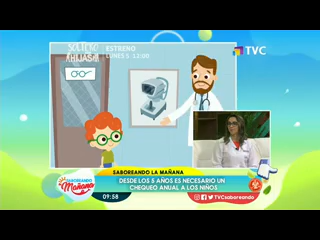 SOLTERO
HIJAS
ESTRENO
LUNES 5 12:00
TVC
SABOREANDO LA MAÑANA
DESDE LOS 5 AÑOS ES NECESARIO UN
CHEQUEO ANUAL A LOS NIÑOS
SABOREANDO
Mañana
09:58
TVCsaboreando